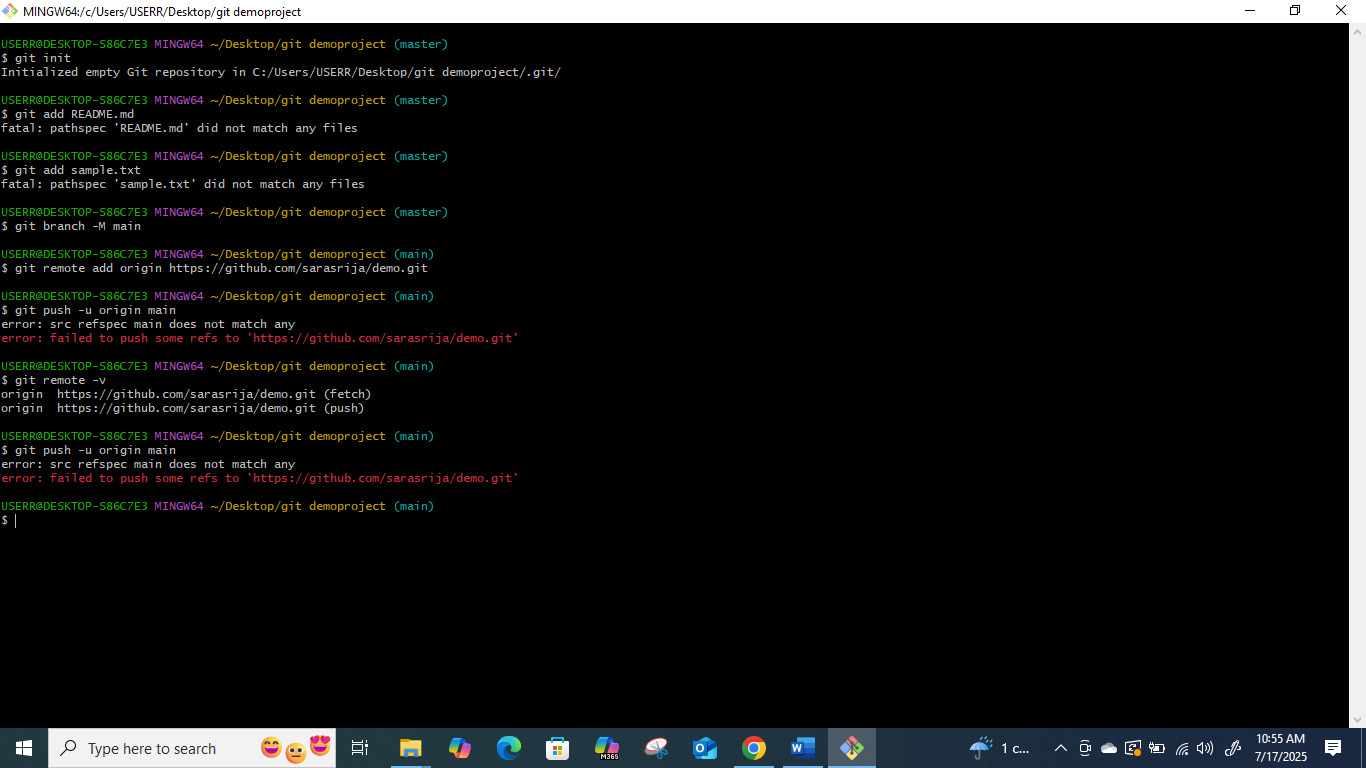 MINGW64:/c/Users/USERR/Desktop/git demoproject
USERR@DESKTOP-S86C7E3 MINGW64 ~/Desktop/git demoproject (master)
$ git init
Initialized empty Git repository in C:/Users/USERR/Desktop/git demoproject/.git/
USERR@DESKTOP-S86C7E3 MINGW64 ~/Desktop/git demoproject (master)
$ git add README.md
fatal: pathspec 'README.md' did not match any files
USERR@DESKTOP-S86C7E3 MINGW64 ~/Desktop/git demoproject (master)
$ git add sample.txt
fatal: pathspec 'sample.txt' did not match any files
USERR@DESKTOP-S86C7E3 MINGW64 ~/Desktop/git demoproject (master)
$ git branch -M main
USERR@DESKTOP-S86C7E3 MINGW64 ~/Desktop/git demoproject (main)
$ git remote add origin https://github.com/sarasrija/demo.git
USERR@DESKTOP-S86C7E3 MINGW64 ~/Desktop/git demoproject (main)
$ git push -u origin main
error: src refspec main does not match any
error: failed to push some refs to 'https://github.com/sarasrija/demo.git'
USERR@DESKTOP-S86C7E3 MINGW64 ~/Desktop/git demoproject (main)
$ git remote -v
origin  https://github.com/sarasrija/demo.git (fetch)
origin  https://github.com/sarasrija/demo.git (push)
USERR@DESKTOP-S86C7E3 MINGW64 ~/Desktop/git demoproject (main)
$ git push -u origin main
error: src refspec main does not match any
error: failed to push some refs to 'https://github.com/sarasrija/demo.git'
USERR@DESKTOP-S86C7E3 MINGW64 ~/Desktop/git demoproject (main)
$
Type here to search
M365
1 c...
10:55 AM
7/17/2025